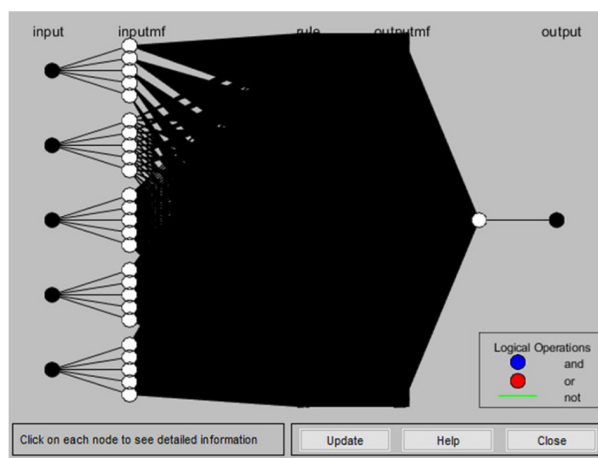 input inputmf rule outputmf output
Logical Operations
and
or
not
Click on each node to see detailed information
Update Help Close